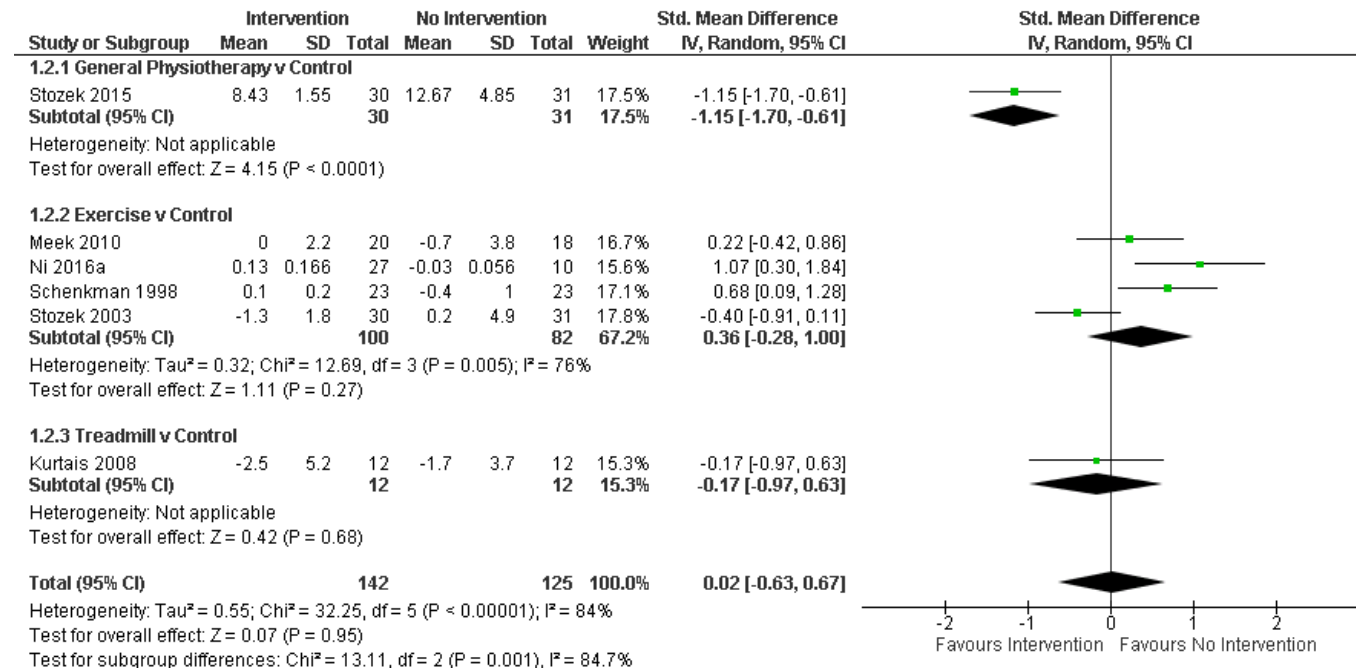 Intervention No Intervention Std. Mean Difference Std. Mean Difference
Study or Subgroup Mean SD Total Mean SD Total Weight IV, Random, 95% CI IV, Random, 95% CI
1.2.1 General Physiotherapy v Control
Stozek 2015 8.43 1.55 30 12.67 4.85 31 17.5% -1.15 [-1.70, -0.61]
Subtotal (95% CI) 30 31 17.5% -1.15 [-1.70, -0.61]
Heterogeneity: Not applicable
Test for overall effect: Z = 4.15 (P < 0.0001)
1.2.2 Exercise v Control
Meek 2010 0 2.2 20 -0.7 3.8 18 16.7% 0.22 [-0.42, 0.86]
Ni 2016a 0.13 0.166 27 -0.03 0.056 10 15.6% 1.07 [0.30, 1.84]
Schenkman 1998 0.1 0.2 23 -0.4 1 23 17.1% 0.68 [0.09, 1.28]
Stozek 2003 -1.3 1.8 30 0.2 4.9 31 17.8% -0.40 [-0.91, 0.11]
Subtotal (95% CI) 100 82 67.2% 0.36 [-0.28, 1.00]
Heterogeneity: Tau² = 0.32; Chi² = 12.69, df = 3 (P = 0.005); I² = 76%
Test for overall effect: Z = 1.11 (P = 0.27)
1.2.3 Treadmill v Control
Kurtais 2008 -2.5 5.2 12 -1.7 3.7 12 15.3% -0.17 [-0.97, 0.63]
Subtotal (95% CI) 12 12 15.3% -0.17 [-0.97, 0.63]
Heterogeneity: Not applicable
Test for overall effect: Z = 0.42 (P = 0.68)
Total (95% CI) 142 125 100.0% 0.02 [-0.63, 0.67]
Heterogeneity: Tau² = 0.55; Chi² = 32.25, df = 5 (P < 0.00001); I² = 84%
Test for overall effect: Z = 0.07 (P = 0.95)
Test for subgroup differences: Chi² = 13.11, df = 2 (P = 0.001), I² = 84.7%
-2 -1 0 1 2
Favours Intervention Favours No Intervention